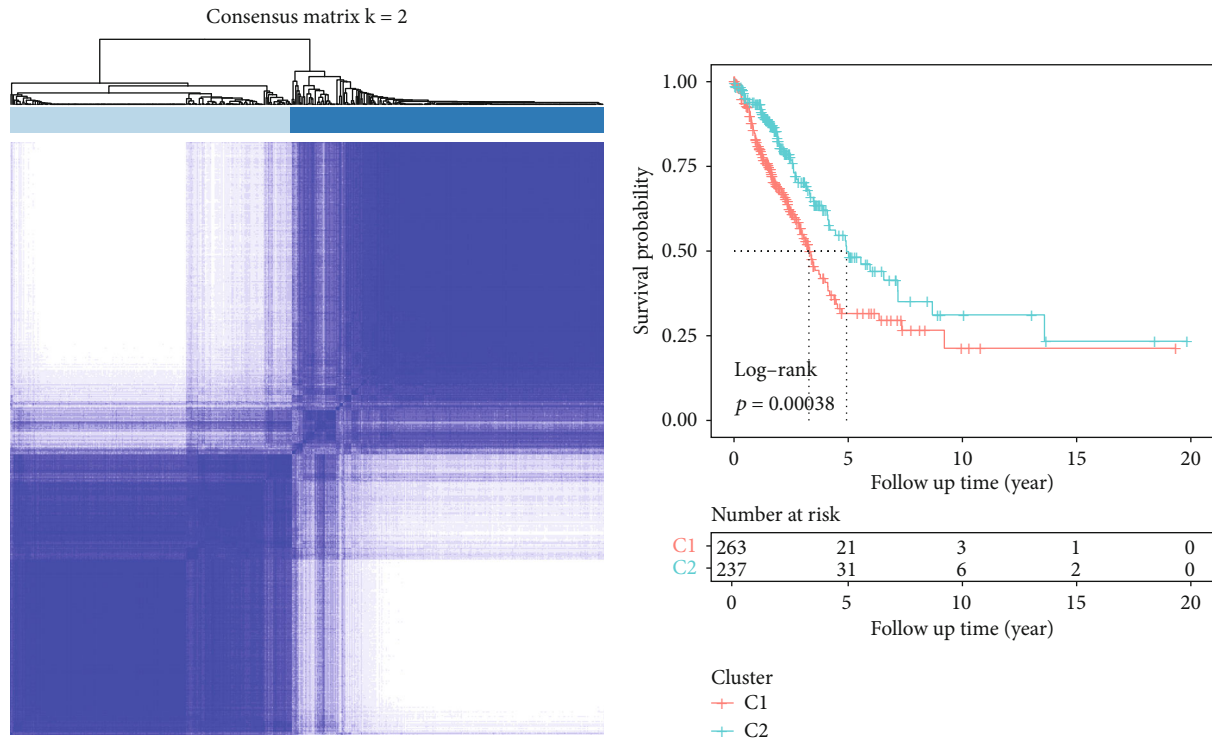 Consensus matrix k = 2
Survival probability
1.00
0.75
0.50
0.25
0.00
Log–rank
p = 0.00038
0 5 10 15 20
Follow up time (year)
Number at risk
C1 263 21 3 1 0
C2 237 31 6 2 0
0 5 10 15 20
Follow up time (year)
Cluster
C1
C2